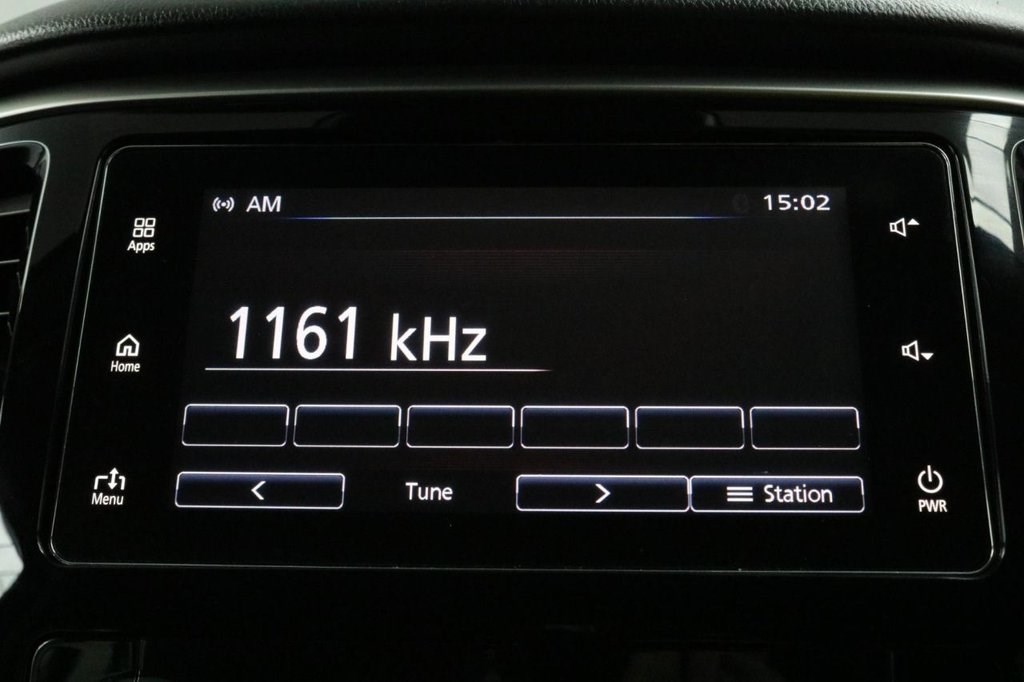 AM 15:02
Apps
1161 kHz
Home
Menu
Tune
Station
PWR